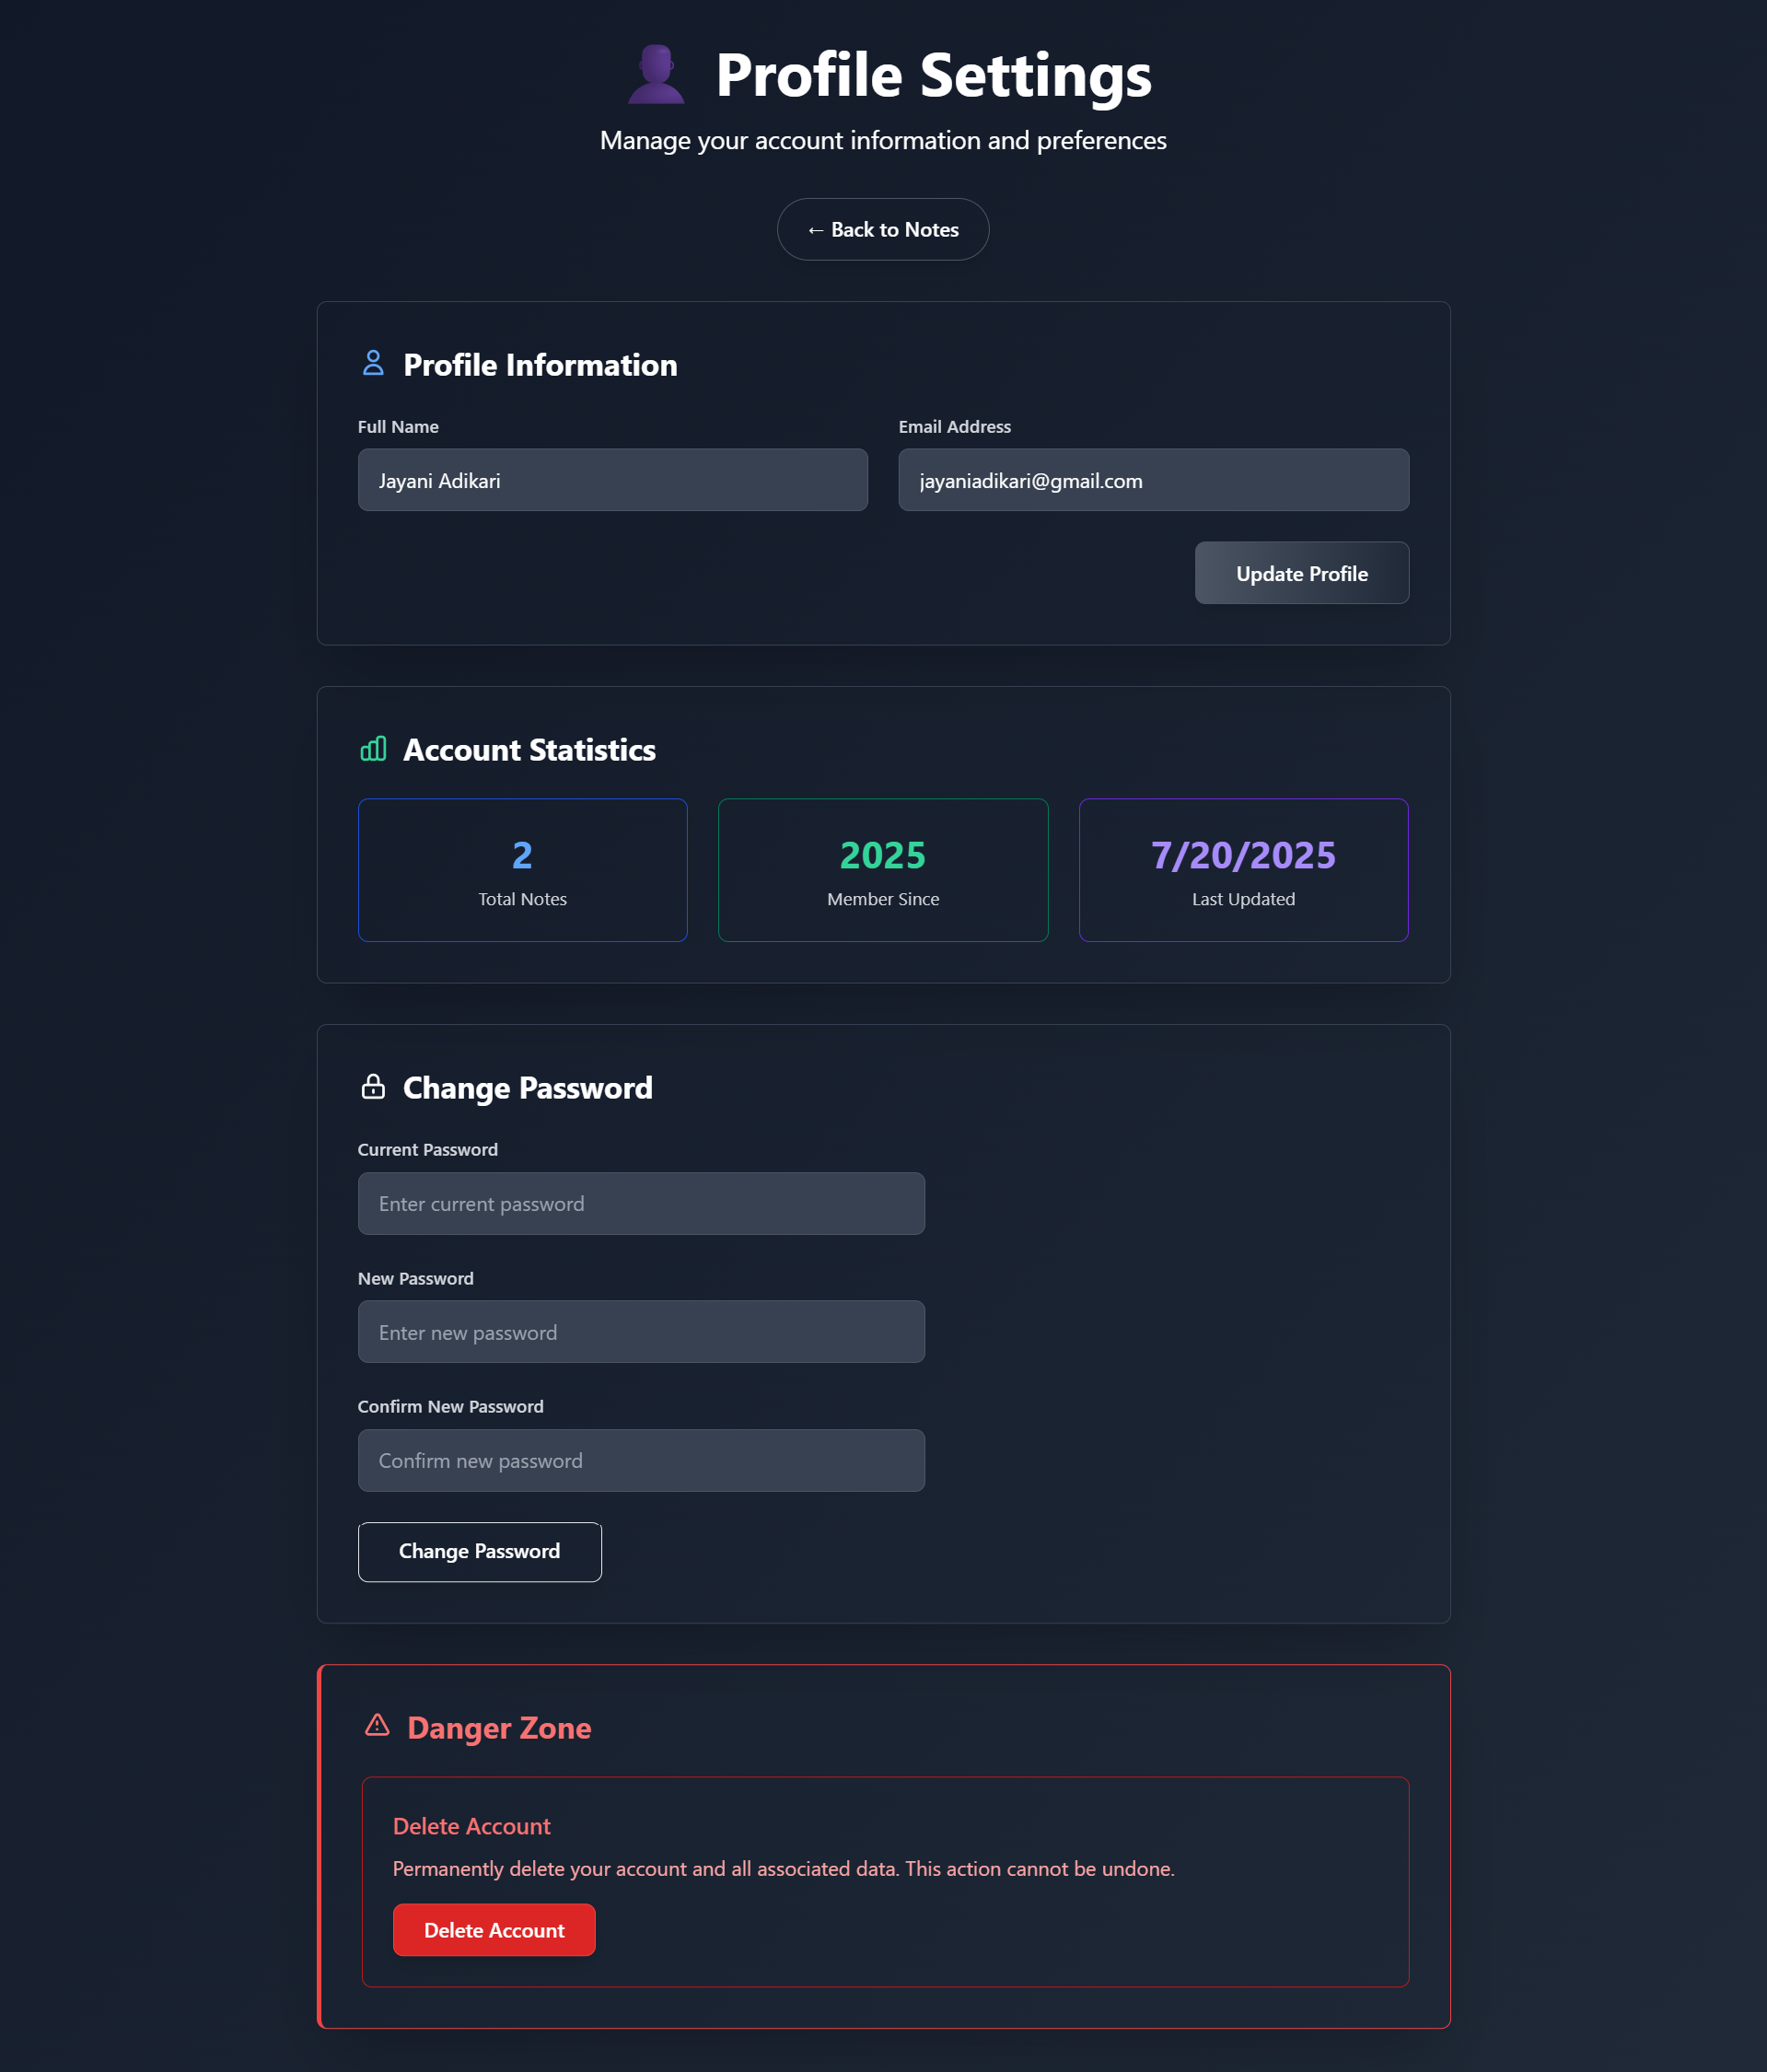 Profile Settings
Manage your account information and preferences
← Back to Notes
Profile Information
Full Name
Email Address
Jayani Adikari
jayaniadikari@gmail.com
Update Profile
Account Statistics
2
Total Notes
2025
Member Since
7/20/2025
Last Updated
Change Password
Current Password
Enter current password
New Password
Enter new password
Confirm New Password
Confirm new password
Change Password
Danger Zone
Delete Account
Permanently delete your account and all associated data. This action cannot be undone.
Delete Account